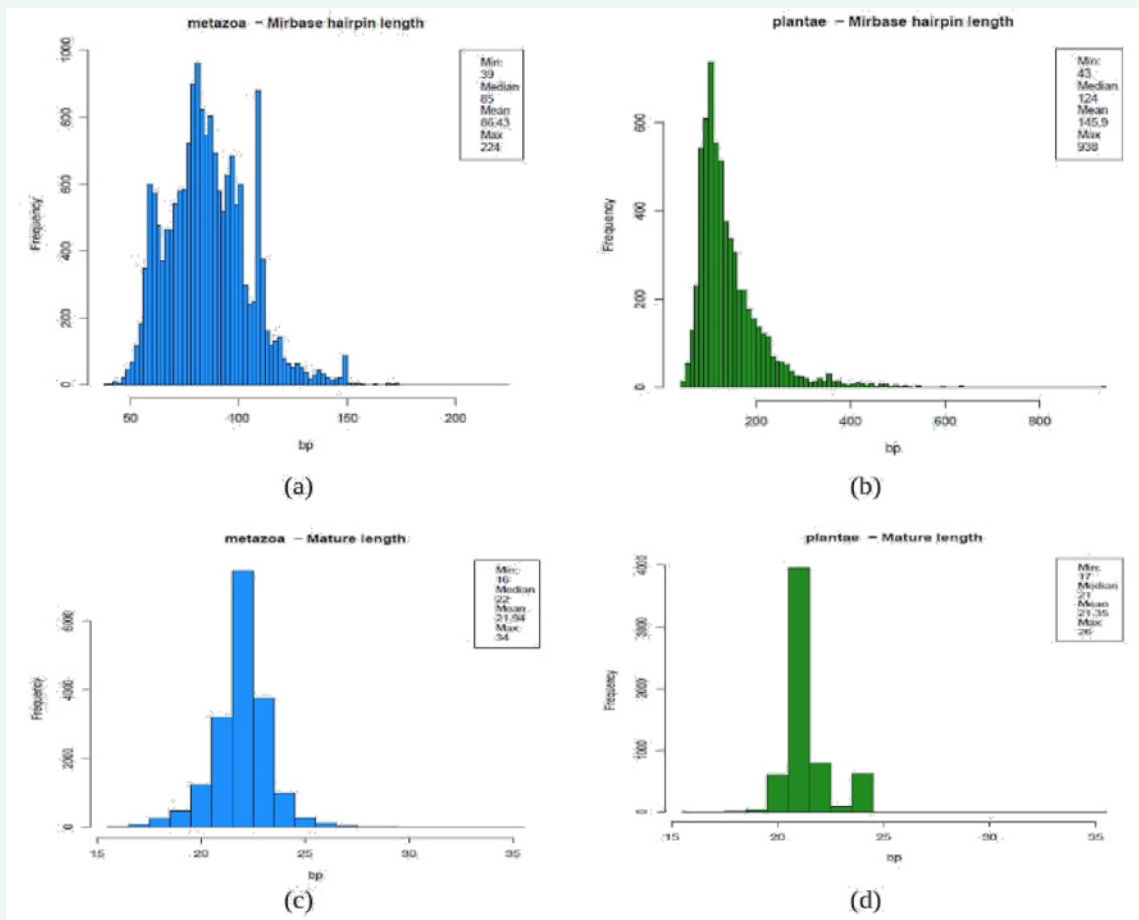 metazoa – Mirbase hairpin length
Min:
39
Median
85
Mean
86.43
Max
224
Frequency
0
200
400
600
800
1000
50
100
150
200
bp
(a)
plantae – Mirbase hairpin length
Min:
43
Median
124
Mean
145.9
Max
938
Frequency
0
200
400
600
200
400
600
800
bp
(b)
metazoa – Mature length
Min:
16
Median
22
Mean
21.94
Max
34
Frequency
0
2000
4000
6000
15
20
25
30
35
bp
(c)
plantae – Mature length
Min:
17
Median
21
Mean
21.35
Max
26
Frequency
0
1000
2000
3000
4000
15
20
25
30
35
bp
(d)